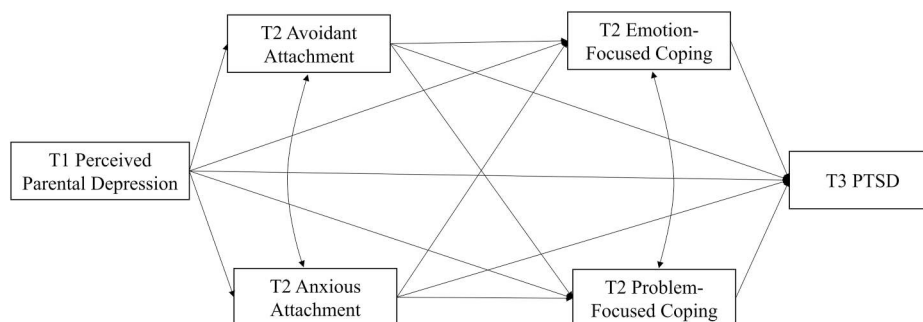 T2 Avoidant
Attachment
T2 Emotion-
Focused Coping
T1 Perceived
Parental Depression
T3 PTSD
T2 Anxious
Attachment
T2 Problem-
Focused Coping